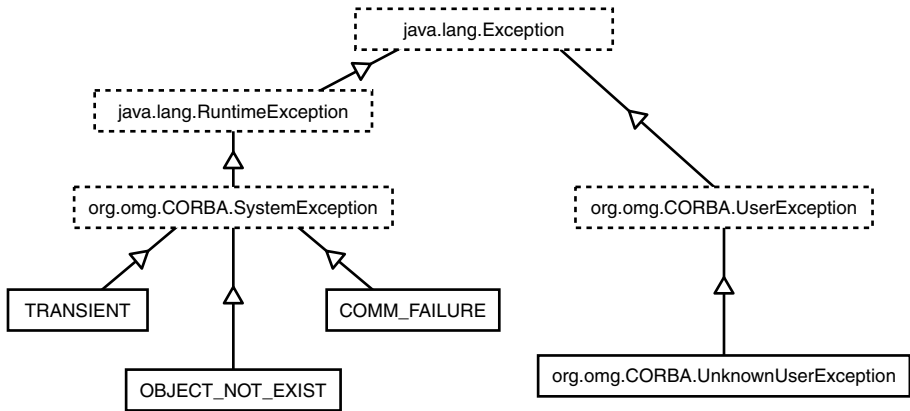 java.lang.Exception
java.lang.RuntimeException
org.omg.CORBA.SystemException
org.omg.CORBA.UserException
TRANSIENT
COMM_FAILURE
OBJECT_NOT_EXIST
org.omg.CORBA.UnknownUserException